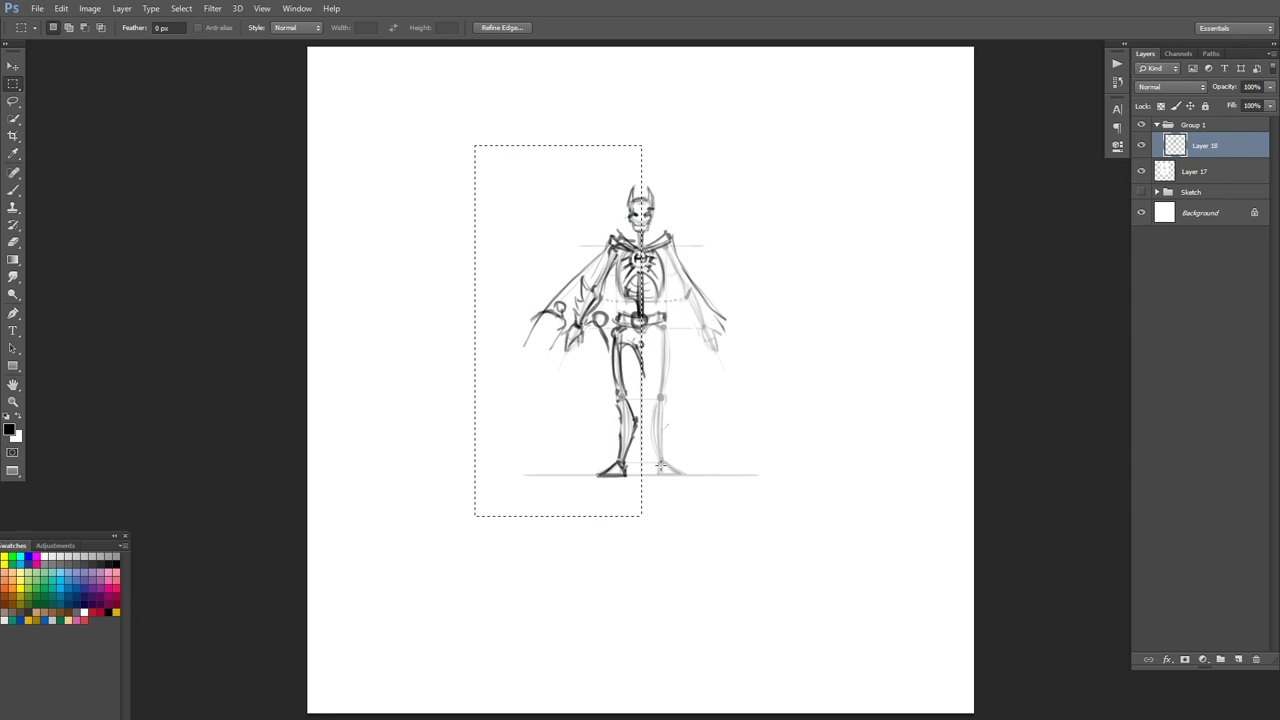 Ps File Edit Image Layer Type Select Filter 3D View Window Help
Feather: 0 px Anti-alias Style: Normal Width: Height: Refine Edge... Essentials
Layers Channels Paths
Kind
Normal Opacity: 100%
Lock: Fill: 100%
Group 1
Layer 18
Layer 17
Sketch
Background
Swatches Adjustments